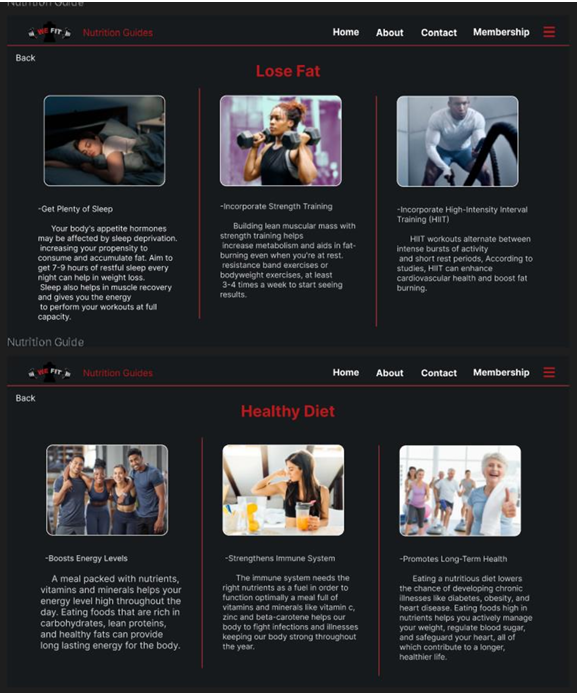 Nutrition Guide
WE FIT
Nutrition Guides
Home
About
Contact
Membership
Back
Lose Fat
-Get Plenty of Sleep
Your body's appetite hormones
may be affected by sleep deprivation.
increasing your propensity to
consume and accumulate fat. Aim to
get 7-9 hours of restful sleep every
night can help in weight loss.
Sleep also helps in muscle recovery
and gives you the energy
to perform your workouts at full
capacity.
-Incorporate Strength Training
Building lean muscular mass with
strength training helps
increase metabolism and aids in fat-
burning even when you're at rest.
resistance band exercises or
bodyweight exercises, at least
3-4 times a week to start seeing
results.
-Incorporate High-Intensity Interval
Training (HIIT)
HIIT workouts alternate between
intense bursts of activity
and short rest periods, According to
studies, HIIT can enhance
cardiovascular health and boost fat
burning.
Nutrition Guide
WE FIT
Nutrition Guides
Home
About
Contact
Membership
Back
Healthy Diet
-Boosts Energy Levels
A meal packed with nutrients,
vitamins and minerals helps your
energy level high throughout the
day. Eating foods that are rich in
carbohydrates, lean proteins,
and healthy fats can provide
long lasting energy for the body.
-Strengthens Immune System
The immune system needs the
right nutrients as a fuel in order to
function optimally a meal full of
vitamins and minerals like vitamin c,
zinc and beta-carotene helps our
body to fight infections and illnesses
keeping our body strong throughout
the year.
-Promotes Long-Term Health
Eating a nutritious diet lowers
the chance of developing chronic
illnesses like diabetes, obesity, and
heart disease. Eating foods high in
nutrients helps you actively manage
your weight, regulate blood sugar,
and safeguard your heart, all of
which contribute to a longer,
healthier life.